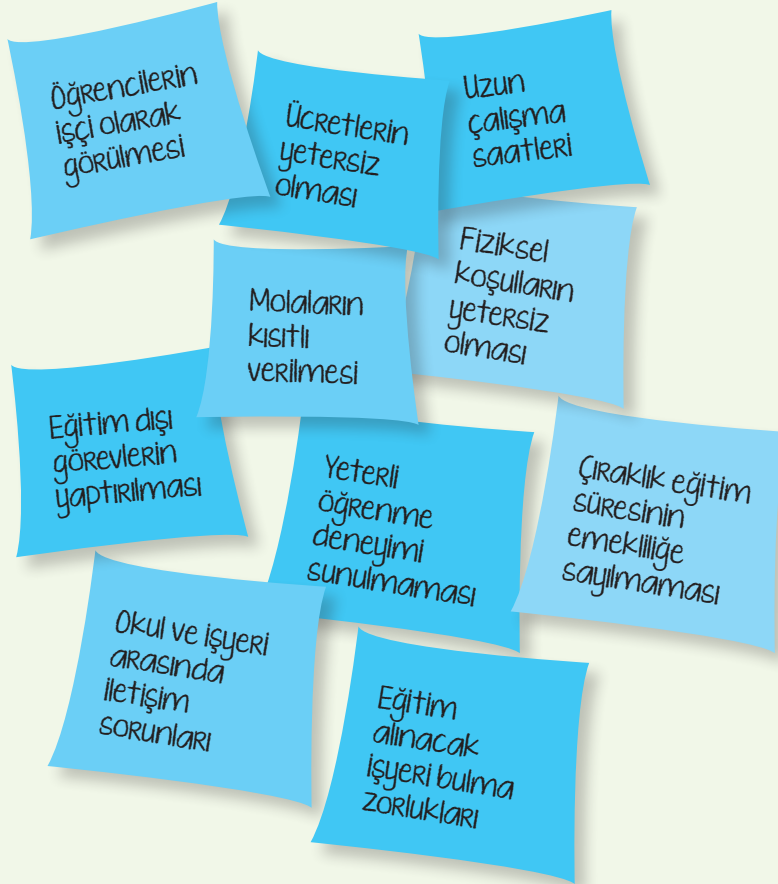 Öğrencilerin
işçi olarak
görülmesi
Ücretlerin
yetersiz
olması
Uzun
çalışma
saatleri
Fiziksel
koşulların
yetersiz
olması
Molaların
kısıtlı
verilmesi
Eğitim dışı
görevlerin
yaptırılması
Yeterli
öğrenme
deneyimi
sunulmaması
Çıraklık eğitim
süresinin
emekliliğe
sayılmaması
Okul ve işyeri
arasında
iletişim
sorunları
Eğitim
alınacak
işyeri bulma
zorlukları